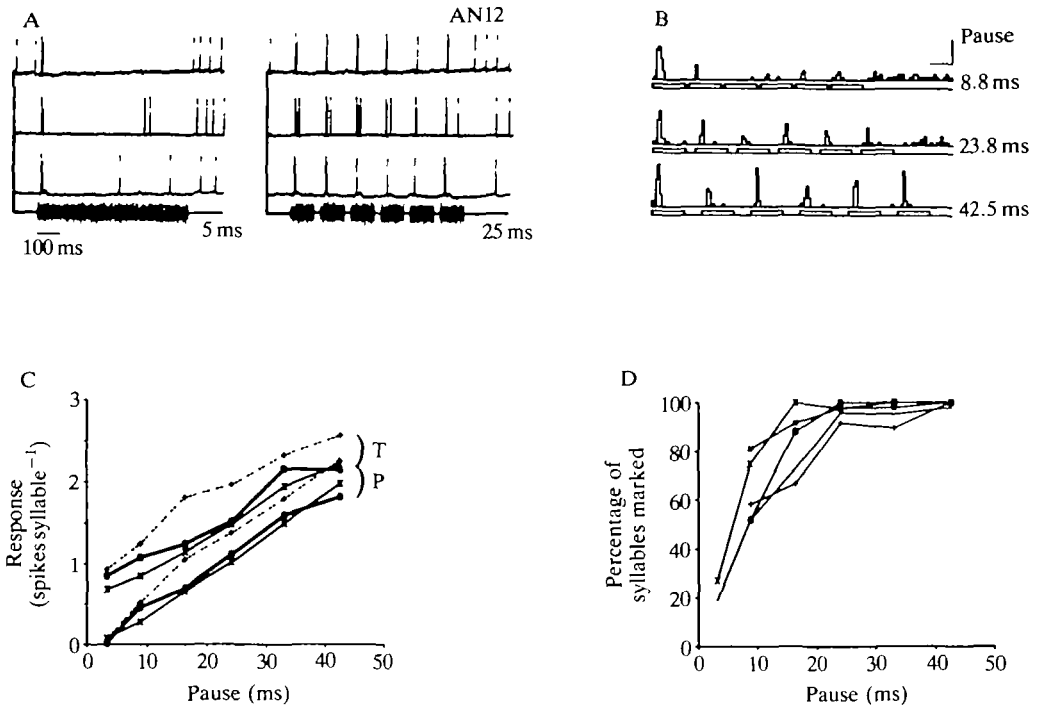 A
AN12
5 ms
100 ms
25 ms
B
Pause
8.8 ms
23.8 ms
42.5 ms
C
3
2
1
0
Response
(spikes syllable⁻¹)
T
P
0 10 20 30 40 50
Pause (ms)
D
100
80
60
40
20
0
Percentage of
syllables marked
0 10 20 30 40 50
Pause (ms)